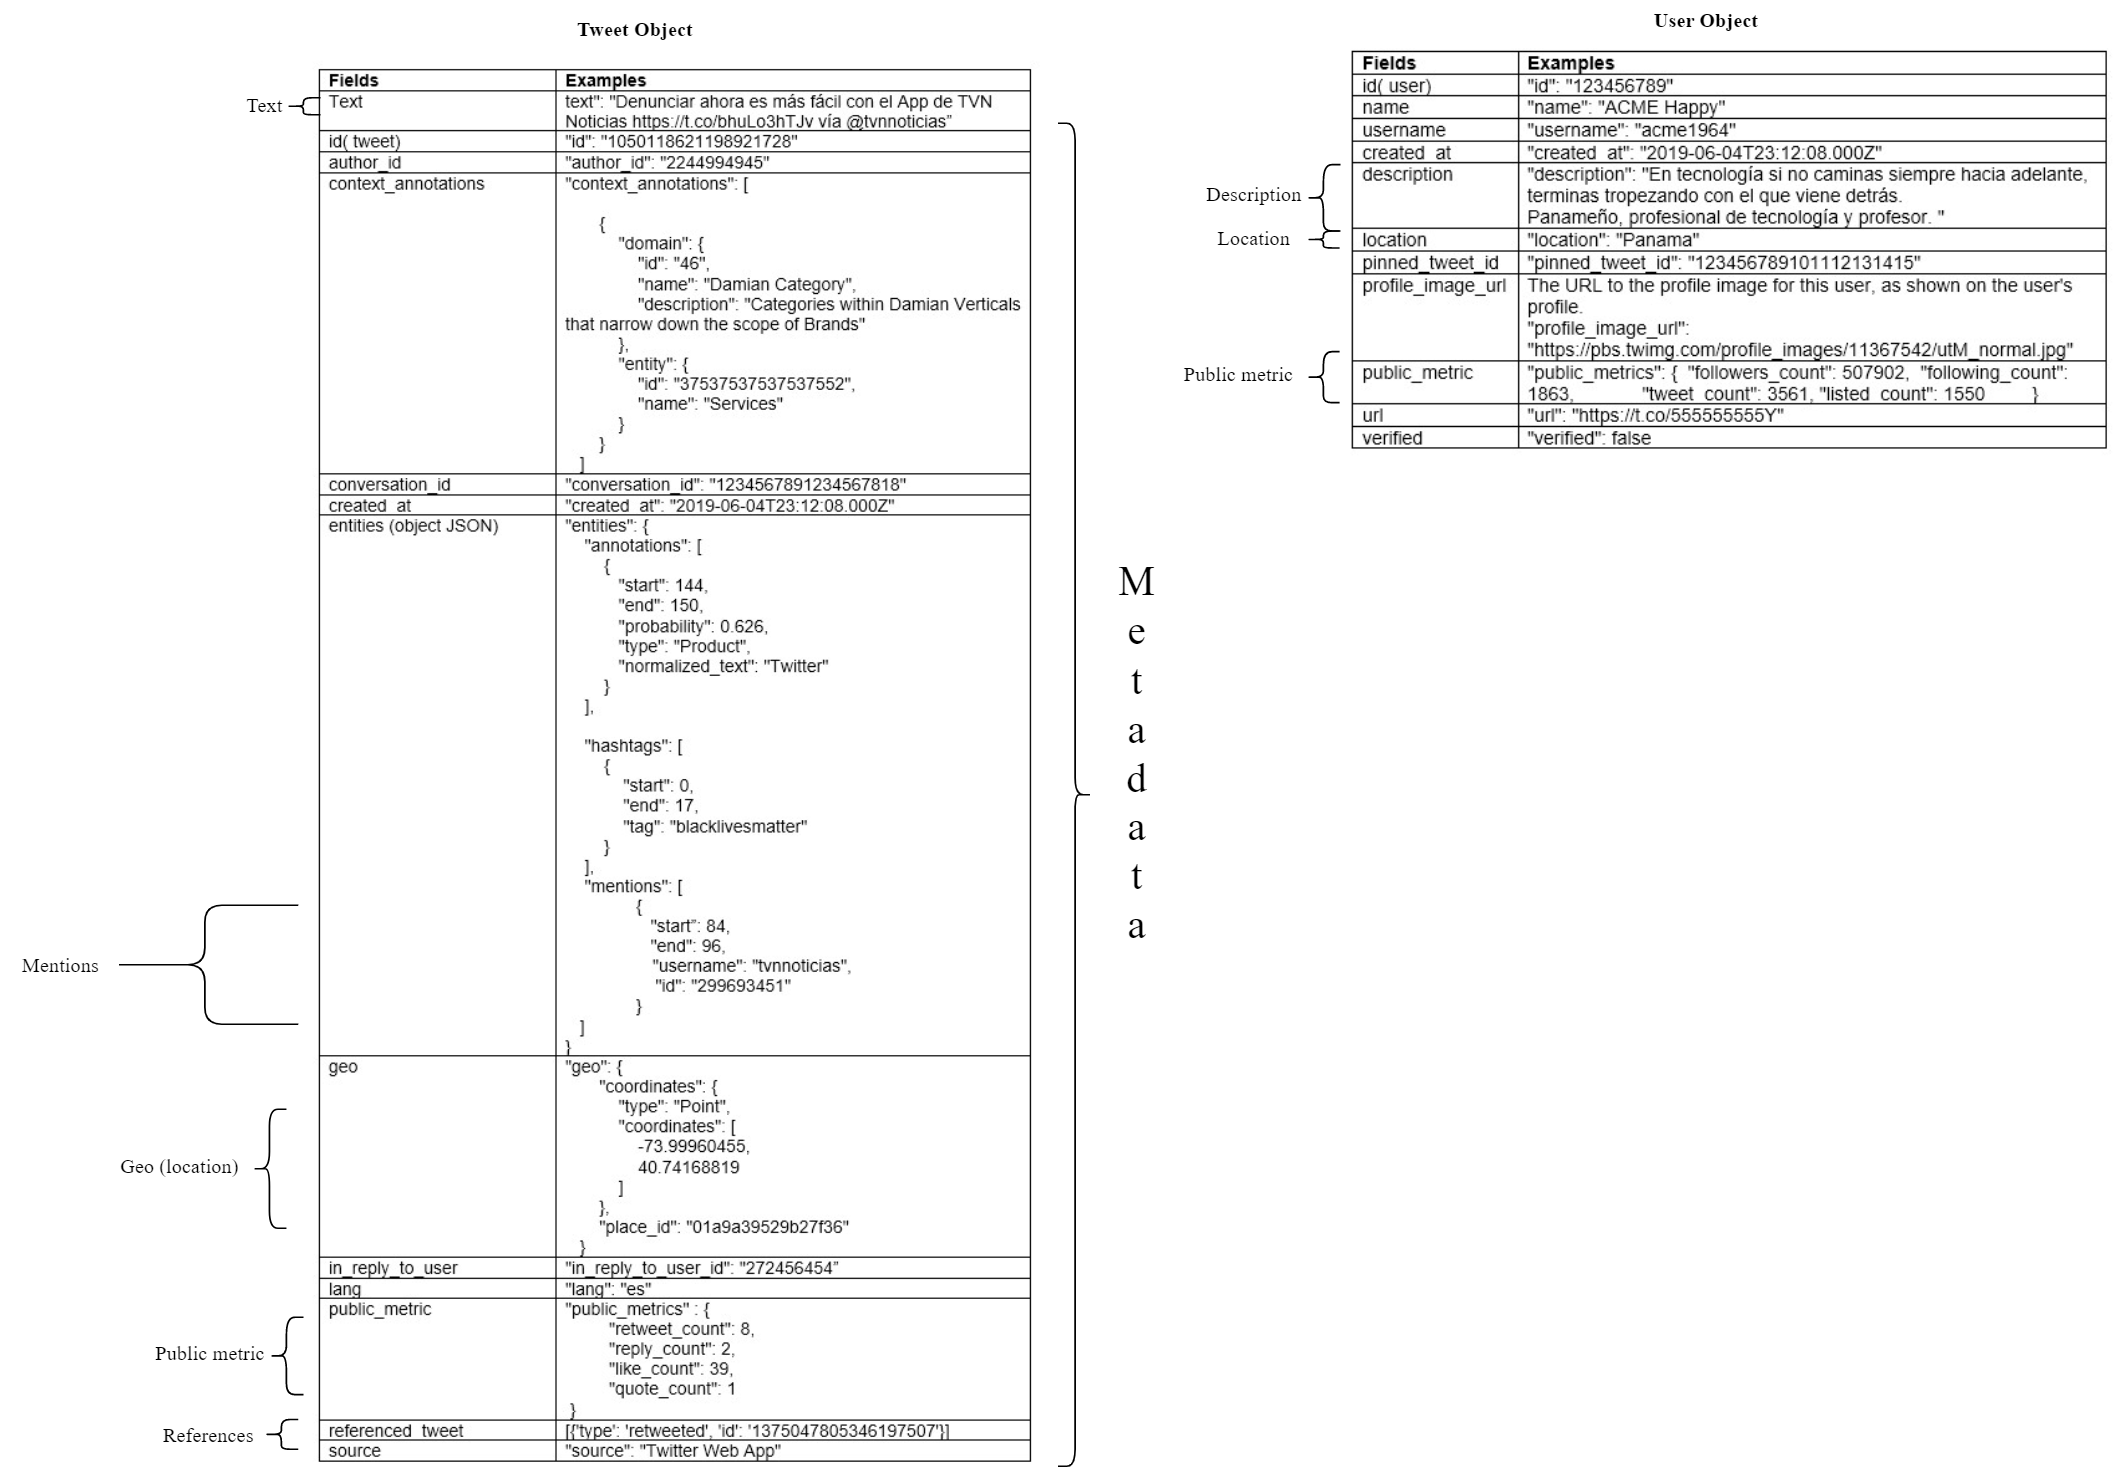 Tweet Object
Fields Examples
Text
Text text": "Denunciar ahora es más fácil con el App de TVN
Noticias https://t.co/bhuLo3hTJv vía @tvnnoticias”
id( tweet) "id": "1050118621198921728"
author_id "author_id": "2244994945"
context_annotations "context_annotations": [
{
"domain": {
"id": "46",
"name": "Damian Category",
"description": "Categories within Damian Verticals
that narrow down the scope of Brands"
},
"entity": {
"id": "37537537537537552",
"name": "Services"
}
}
]
conversation_id "conversation_id": "1234567891234567818"
created_at "created_at": "2019-06-04T23:12:08.000Z"
entities (object JSON) "entities": {
"annotations": [
{
"start": 144,
"end": 150,
"probability": 0.626,
"type": "Product",
"normalized_text": "Twitter"
}
],
"hashtags": [
{
"start": 0,
"end": 17,
"tag": "blacklivesmatter"
}
],
"mentions": [
{
"start”: 84,
"end": 96,
"username": "tvnnoticias",
"id": "299693451"
}
]
}
Mentions
geo "geo": {
"coordinates": {
"type": "Point",
"coordinates": [
-73.99960455,
40.74168819
]
},
"place_id": "01a9a39529b27f36"
}
Geo (location)
in_reply_to_user "in_reply_to_user_id": "272456454”
lang "lang": "es"
public_metric "public_metrics" : {
"retweet_count": 8,
"reply_count": 2,
"like_count": 39,
"quote_count": 1
}
Public metric
References
referenced_tweet [{'type': 'retweeted', 'id': '1375047805346197507'}]
source "source": "Twitter Web App"
M
e
t
a
d
a
t
a
User Object
Fields Examples
id( user) "id": "123456789"
name "name": "ACME Happy"
username "username": "acme1964"
created_at "created_at": "2019-06-04T23:12:08.000Z"
description "description": "En tecnología si no caminas siempre hacia adelante,
terminas tropezando con el que viene detrás.
Panameño, profesional de tecnología y profesor. "
Description
Location
location "location": "Panama"
pinned_tweet_id "pinned_tweet_id": "123456789101112131415"
profile_image_url The URL to the profile image for this user, as shown on the user's
profile.
"profile_image_url":
"https://pbs.twimg.com/profile_images/11367542/utM_normal.jpg"
Public metric
public_metric "public_metrics": { "followers_count": 507902, "following_count":
1863, "tweet_count": 3561, "listed_count": 1550 }
url "url": "https://t.co/555555555Y"
verified "verified": false